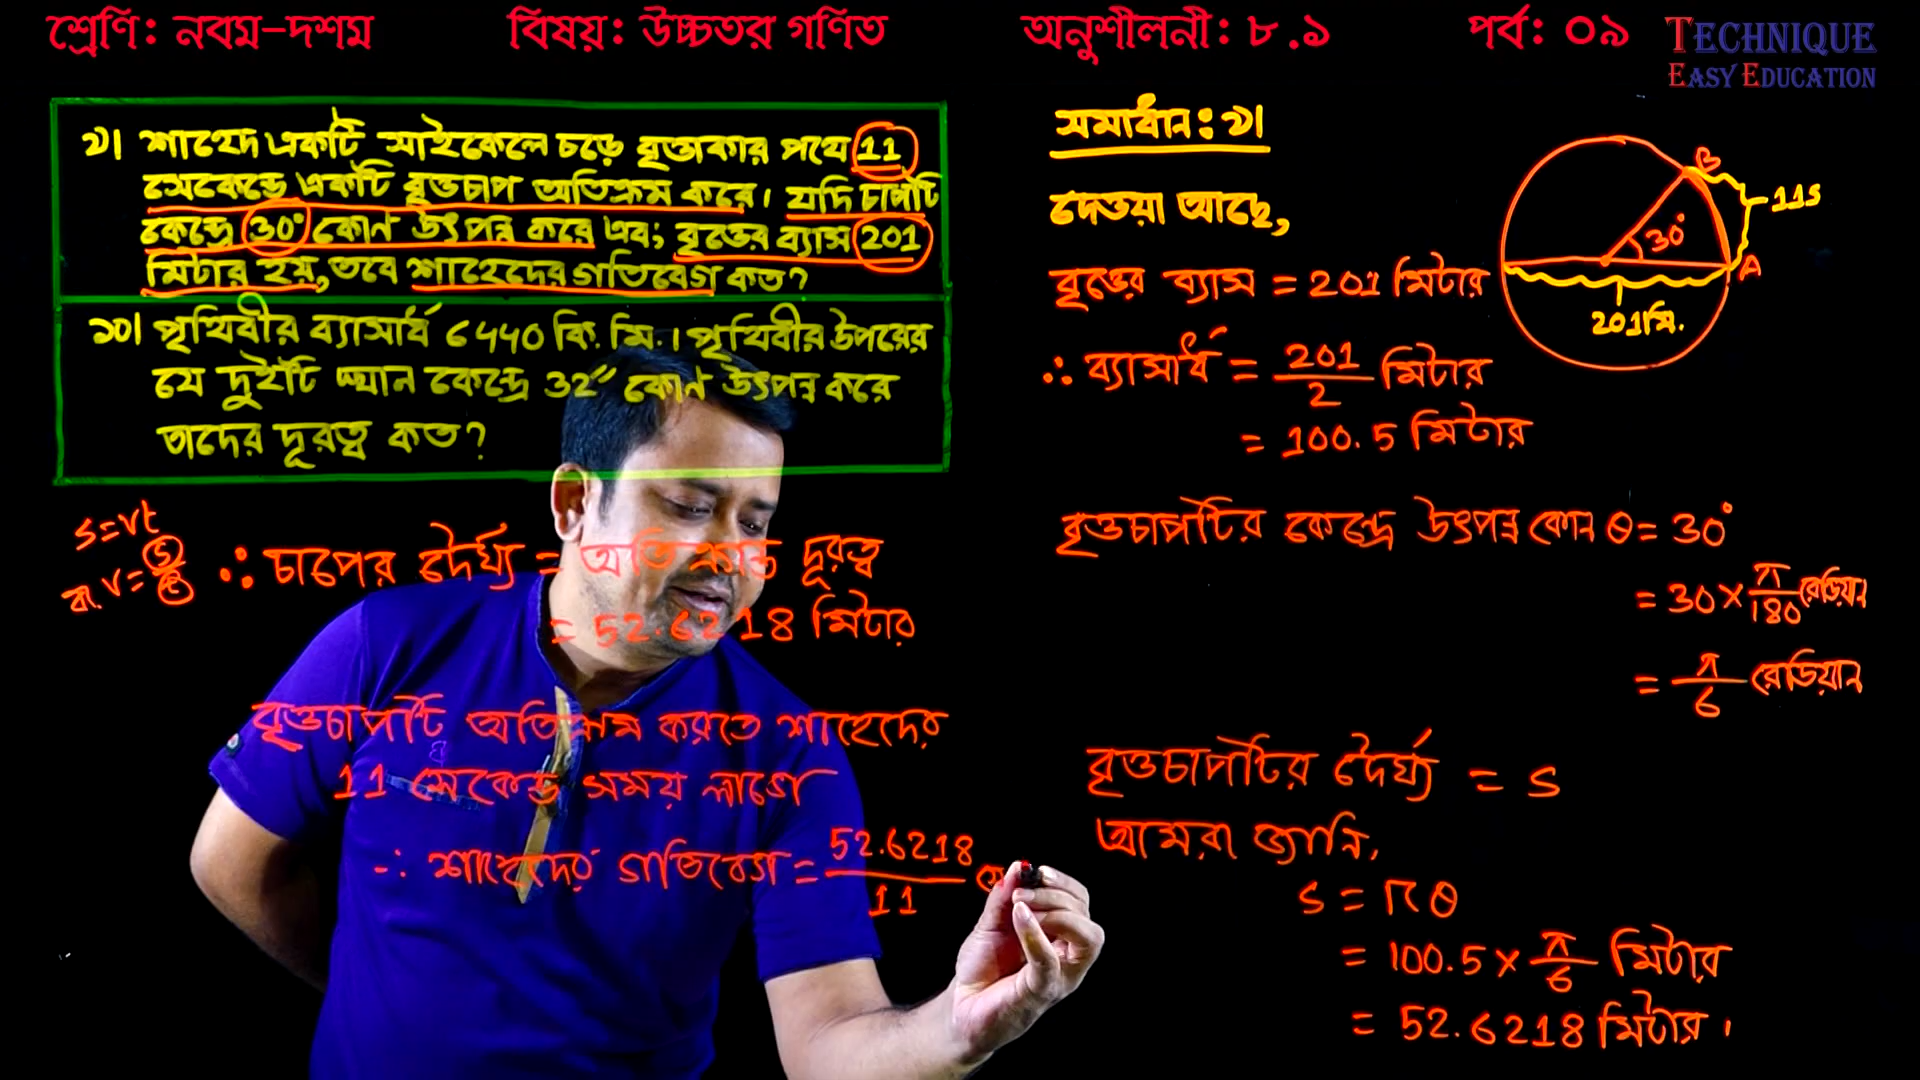 শ্রেণি: নবম-দশম বিষয়: উচ্চতর গণিত অনুশীলনী: ৮.১ পর্ব: ০৯
TECHNIQUE
EASY EDUCATION
৯। শাহেদ একটি সাইকেলে চড়ে বৃত্তাকার পথে 11
সেকেন্ডে একটি বৃত্তচাপ অতিক্রম করে। যদি চাপটি
কেন্দ্রে 30° কোণ উৎপন্ন করে এবং বৃত্তের ব্যাস 201
মিটার হয়, তবে শাহেদের গতিবেগ কত?
১০। পৃথিবীর ব্যাসার্ধ ৬৪৪০ কি. মি. । পৃথিবীর উপরের
যে দুইটি স্থান কেন্দ্রে 32" কোণ উৎপন্ন করে
তাদের দূরত্ব কত?
s=vt
বা, v=s/t
∴ চাপের দৈর্ঘ্য = অতিক্রান্ত দূরত্ব
= 52.6218 মিটার
বৃত্তচাপটি অতিক্রম করতে শাহেদের
11 সেকেন্ড সময় লাগে
∴ শাহেদের গতিবেগ = 52.6218/11
সমাধান: ৯।
দেওয়া আছে,
বৃত্তের ব্যাস = 201 মিটার
∴ ব্যাসার্ধ = 201/2 মিটার
= 100.5 মিটার
B
11s
30°
A
201মি.
বৃত্তচাপটির কেন্দ্রে উৎপন্ন কোন θ = 30°
= 30 × π/180 রেডিয়ান
= π/6 রেডিয়ান
বৃত্তচাপটির দৈর্ঘ্য = s
আমরা জানি,
s = rθ
= 100.5 × π/6 মিটার
= 52.6218 মিটার।